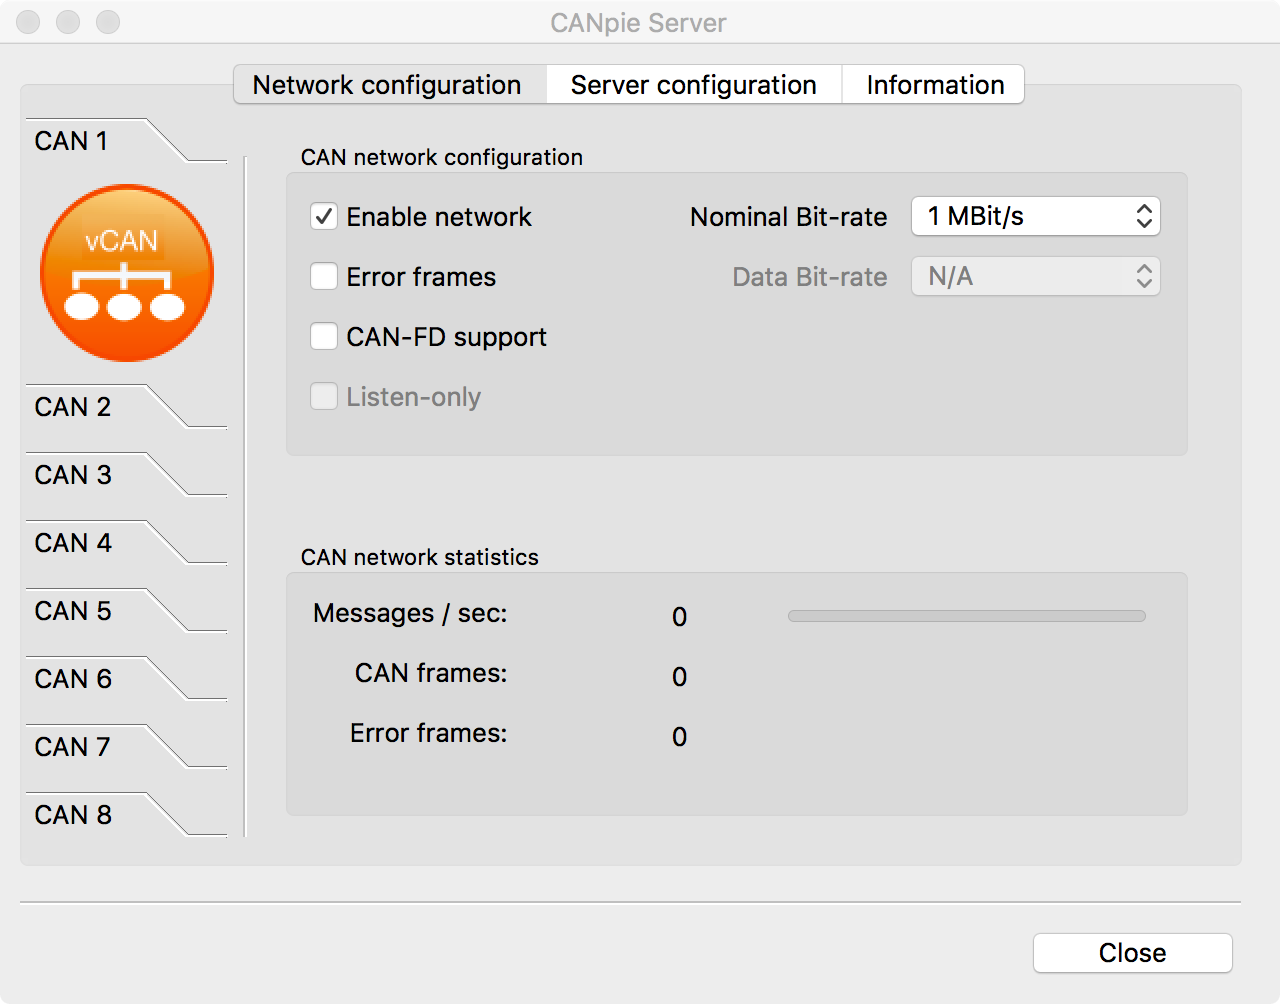 CANpie Server
Network configuration
Server configuration
Information
CAN 1
vCAN
CAN 2
CAN 3
CAN 4
CAN 5
CAN 6
CAN 7
CAN 8
CAN network configuration
Enable network
Nominal Bit-rate
1 MBit/s
Error frames
Data Bit-rate
N/A
CAN-FD support
Listen-only
CAN network statistics
Messages / sec: 0
CAN frames: 0
Error frames: 0
Close